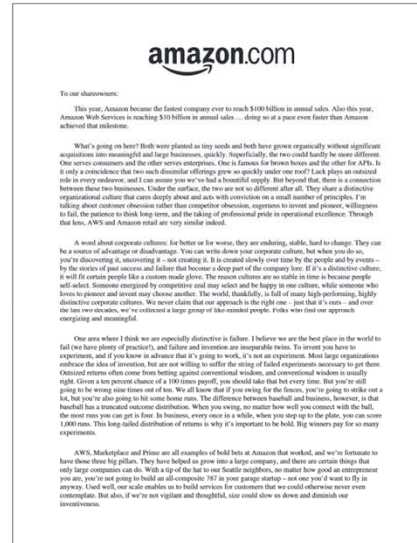 amazon.com
To our shareowners:
This year, Amazon became the fastest company ever to reach $100 billion in annual sales. Also this year,
Amazon Web Services is reaching $10 billion in annual sales … doing so at a pace even faster than Amazon
achieved that milestone.
What's going on here? Both were planted as tiny seeds and both have grown organically without significant
acquisitions into meaningful and large businesses, quickly. Superficially, the two could hardly be more different.
One serves consumers and the other serves enterprises. One is famous for brown boxes and the other for APIs. Is
it only a coincidence that two such dissimilar offerings grew so quickly under one roof? Luck plays an outsized
role in every endeavor, and I can assure you we've had a bountiful supply. But beyond that, there is a connection
between these two businesses. Under the surface, the two are not so different after all. They share a distinctive
organizational culture that cares deeply about and acts with conviction on a small number of principles. I'm
talking about customer obsession rather than competitor obsession, eagerness to invent and pioneer, willingness
to fail, the patience to think long-term, and the taking of professional pride in operational excellence. Through
that lens, AWS and Amazon retail are very similar indeed.
A word about corporate cultures: for better or for worse, they are enduring, stable, hard to change. They can
be a source of advantage or disadvantage. You can write down your corporate culture, but when you do so,
you're discovering it, uncovering it – not creating it. It is created slowly over time by the people and by events –
by the stories of past success and failure that become a deep part of the company lore. If it's a distinctive culture,
it will fit certain people like a custom-made glove. The reason cultures are so stable in time is because people
self-select. Someone energized by competitive zeal may select and be happy in one culture, while someone who
loves to pioneer and invent may choose another. The world, thankfully, is full of many high-performing, highly
distinctive corporate cultures. We never claim that our approach is the right one – just that it's ours – and over
the last two decades, we've collected a large group of like-minded people. Folks who find our approach
energizing and meaningful.
One area where I think we are especially distinctive is failure. I believe we are the best place in the world to
fail (we have plenty of practice!), and failure and invention are inseparable twins. To invent you have to
experiment, and if you know in advance that it's going to work, it's not an experiment. Most large organizations
embrace the idea of invention, but are not willing to suffer the string of failed experiments necessary to get there.
Outsized returns often come from betting against conventional wisdom, and conventional wisdom is usually
right. Given a ten percent chance of a 100 times payoff, you should take that bet every time. But you're still
going to be wrong nine times out of ten. We all know that if you swing for the fences, you're going to strike out a
lot, but you're also going to hit some home runs. The difference between baseball and business, however, is that
baseball has a truncated outcome distribution. When you swing, no matter how well you connect with the ball,
the most runs you can get is four. In business, every once in a while, when you step up to the plate, you can score
1,000 runs. This long-tailed distribution of returns is why it's important to be bold. Big winners pay for so many
experiments.
AWS, Marketplace and Prime are all examples of bold bets at Amazon that worked, and we're fortunate to
have those three big pillars. They have helped us grow into a large company, and there are certain things that
only large companies can do. With a tip of the hat to our Seattle neighbors, no matter how good an entrepreneur
you are, you're not going to build an all-composite 787 in your garage startup – not one you'd want to fly in
anyway. Used well, our scale enables us to build services for customers that we could otherwise never even
contemplate. But also, if we're not vigilant and thoughtful, size could slow us down and diminish our
inventiveness.